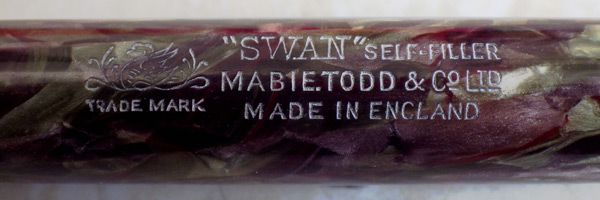 "SWAN" SELF-FILLER
MABIE.TODD & CO LTD
TRADE MARK
MADE IN ENGLAND